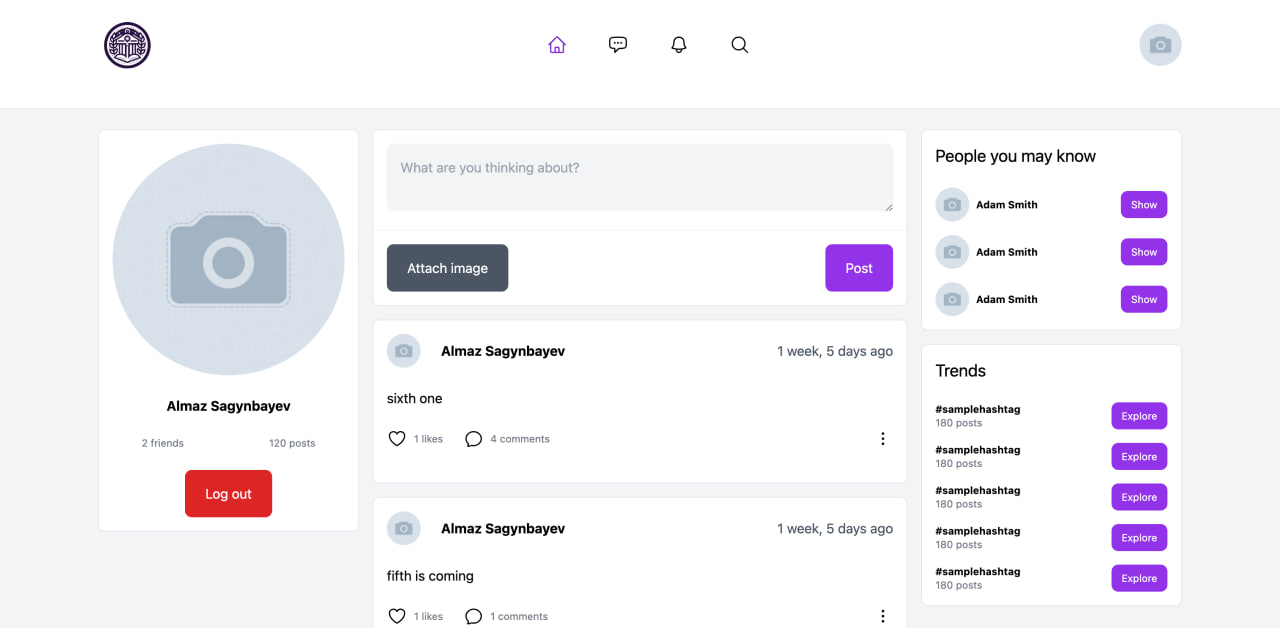 Almaz Sagynbayev
2 friends
120 posts
Log out
What are you thinking about?
Attach image
Post
Almaz Sagynbayev
1 week, 5 days ago
sixth one
1 likes
4 comments
Almaz Sagynbayev
1 week, 5 days ago
fifth is coming
1 likes
1 comments
People you may know
Adam Smith
Show
Adam Smith
Show
Adam Smith
Show
Trends
#samplehashtag
180 posts
Explore
#samplehashtag
180 posts
Explore
#samplehashtag
180 posts
Explore
#samplehashtag
180 posts
Explore
#samplehashtag
180 posts
Explore